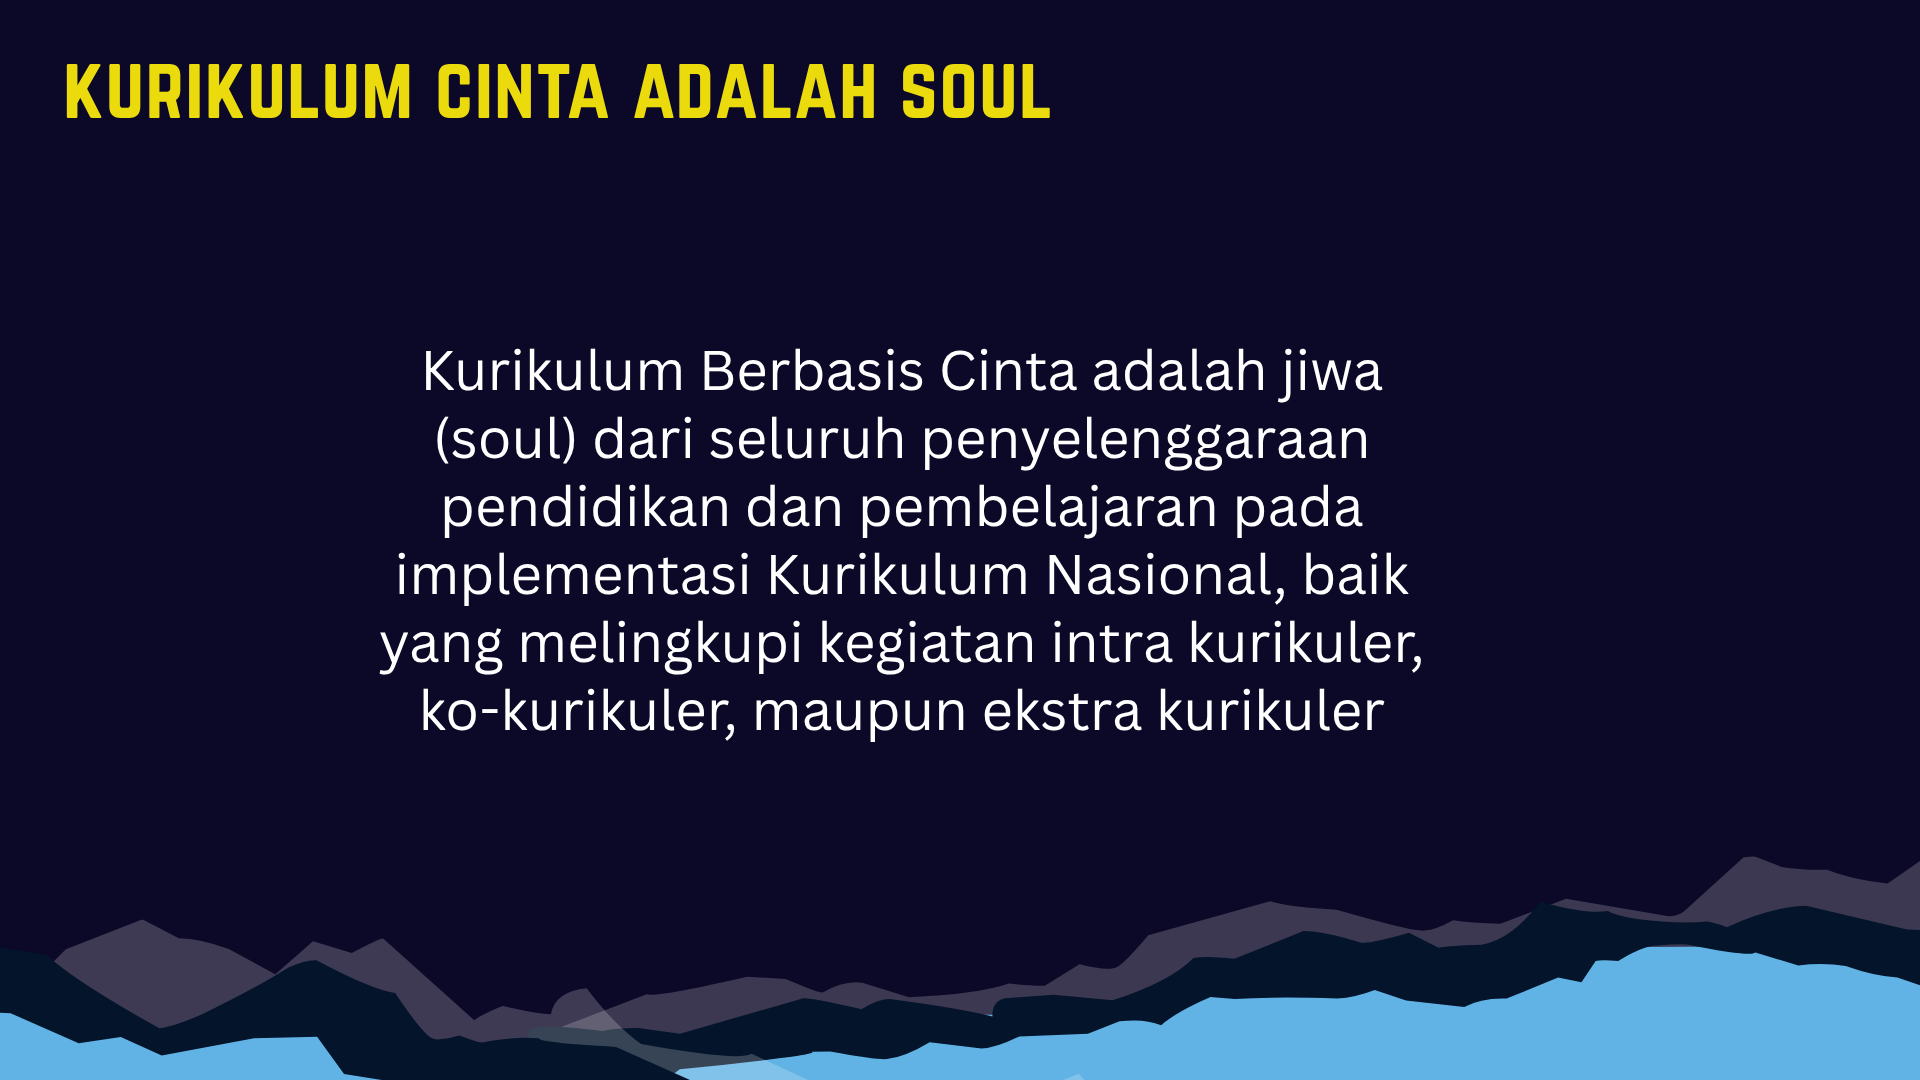 KURIKULUM CINTA ADALAH SOUL
Kurikulum Berbasis Cinta adalah jiwa
(soul) dari seluruh penyelenggaraan
pendidikan dan pembelajaran pada
implementasi Kurikulum Nasional, baik
yang melingkupi kegiatan intra kurikuler,
ko-kurikuler, maupun ekstra kurikuler